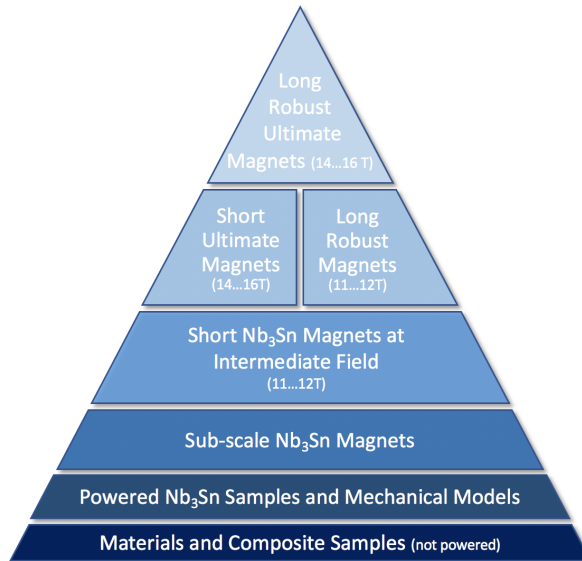 Long
Robust
Ultimate
Magnets (14...16 T)
Short
Ultimate
Magnets
(14...16T)
Long
Robust
Magnets
(11...12T)
Short Nb₃Sn Magnets at
Intermediate Field
(11...12T)
Sub-scale Nb₃Sn Magnets
Powered Nb₃Sn Samples and Mechanical Models
Materials and Composite Samples (not powered)